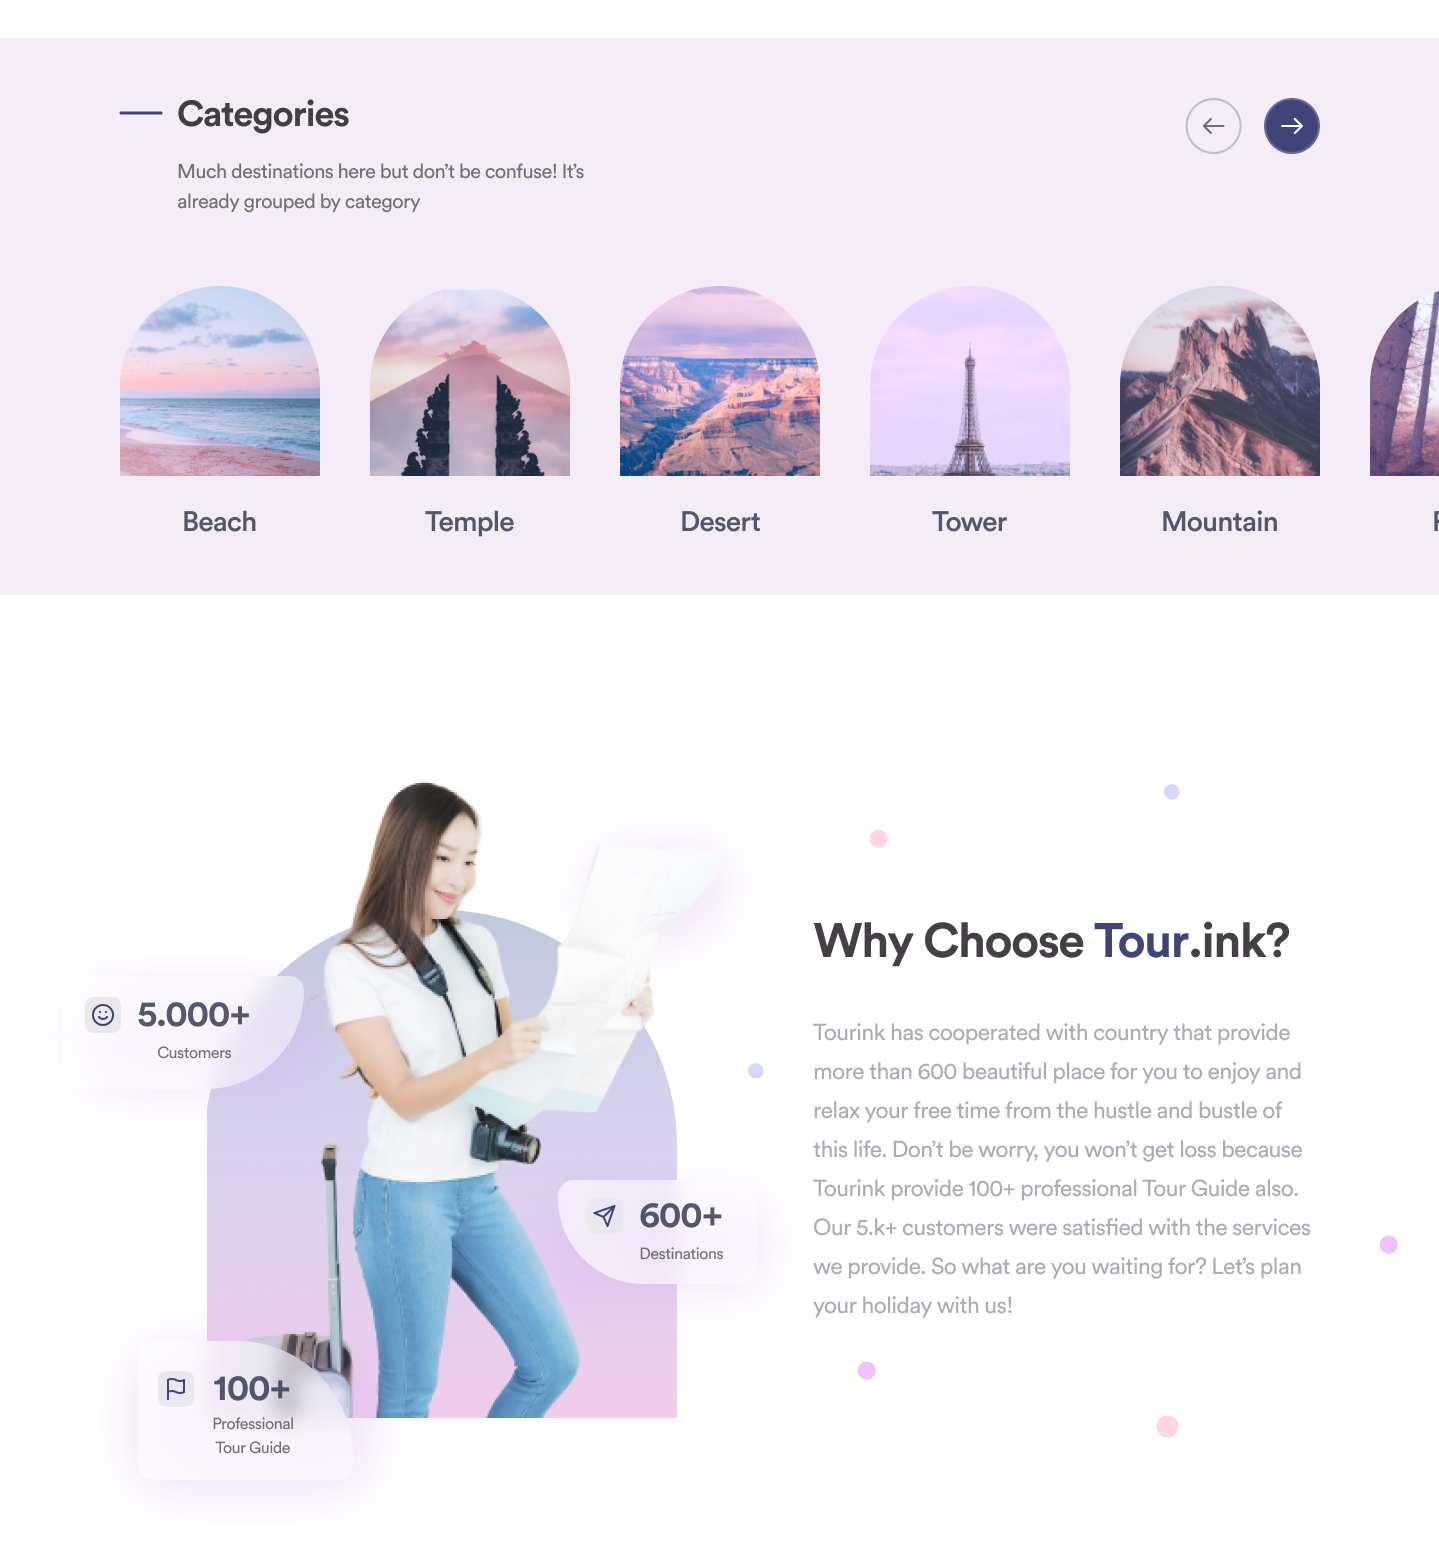 Categories
Much destinations here but don’t be confuse! It’s
already grouped by category
Beach
Temple
Desert
Tower
Mountain
5.000+
Customers
600+
Destinations
100+
Professional
Tour Guide
Why Choose Tour.ink?
Tourink has cooperated with country that provide
more than 600 beautiful place for you to enjoy and
relax your free time from the hustle and bustle of
this life. Don’t be worry, you won’t get loss because
Tourink provide 100+ professional Tour Guide also.
Our 5.k+ customers were satisfied with the services
we provide. So what are you waiting for? Let’s plan
your holiday with us!